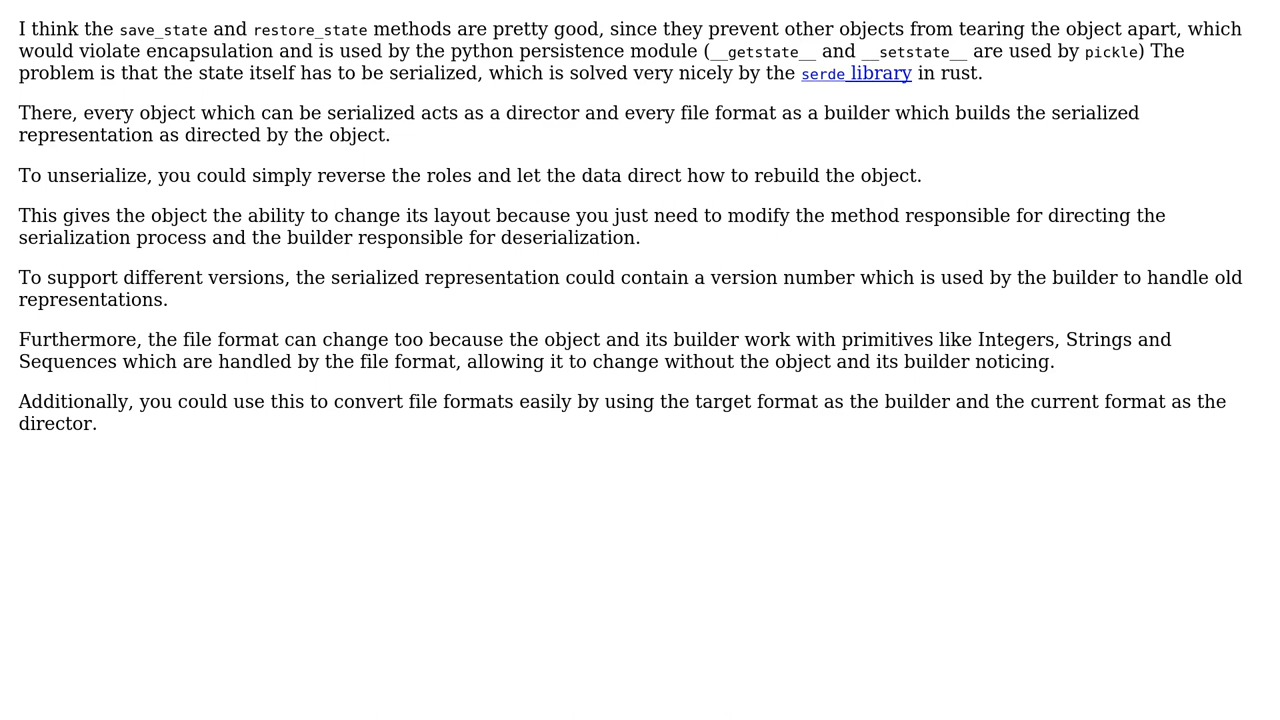 I think the save_state and restore_state methods are pretty good, since they prevent other objects from tearing the object apart, which
would violate encapsulation and is used by the python persistence module (__getstate__ and __setstate__ are used by pickle) The
problem is that the state itself has to be serialized, which is solved very nicely by the serde library in rust.
There, every object which can be serialized acts as a director and every file format as a builder which builds the serialized
representation as directed by the object.
To unserialize, you could simply reverse the roles and let the data direct how to rebuild the object.
This gives the object the ability to change its layout because you just need to modify the method responsible for directing the
serialization process and the builder responsible for deserialization.
To support different versions, the serialized representation could contain a version number which is used by the builder to handle old
representations.
Furthermore, the file format can change too because the object and its builder work with primitives like Integers, Strings and
Sequences which are handled by the file format, allowing it to change without the object and its builder noticing.
Additionally, you could use this to convert file formats easily by using the target format as the builder and the current format as the
director.